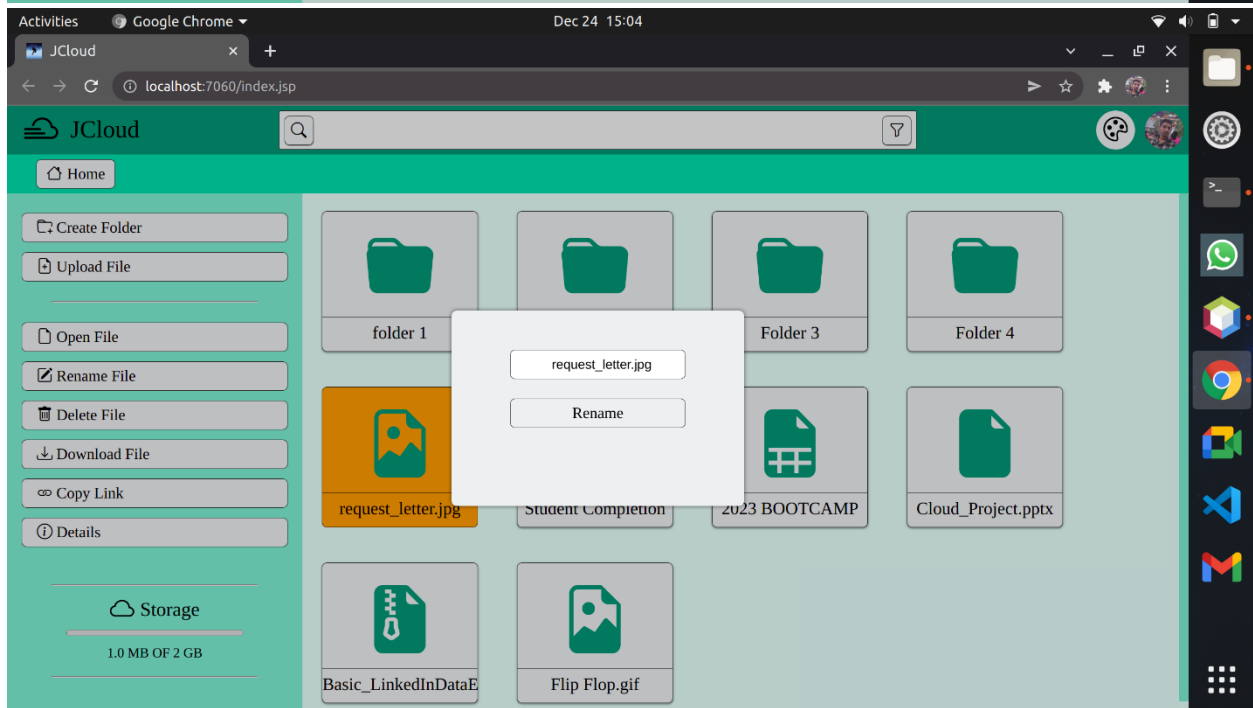 Activities Google Chrome Dec 24 15:04
JCloud
localhost:7060/index.jsp
JCloud
Home
Create Folder
Upload File
Open File
Rename File
Delete File
Download File
Copy Link
Details
Storage
1.0 MB OF 2 GB
folder 1 Folder 3 Folder 4
request_letter.jpg
Rename
request_letter.jpg Student Completion 2023 BOOTCAMP Cloud_Project.pptx
Basic_LinkedInDataE Flip Flop.gif